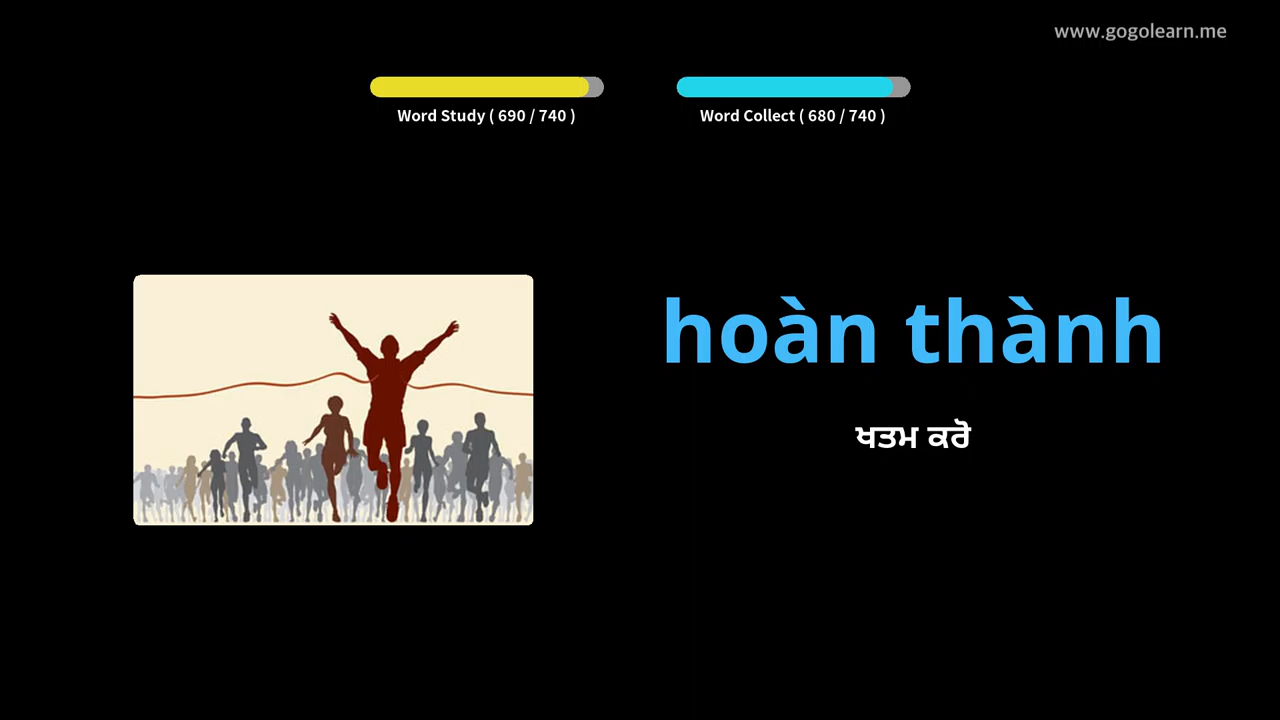 www.gogolearn.me
Word Study ( 690 / 740 )
Word Collect ( 680 / 740 )
hoàn thành
ਖਤਮ ਕਰੋ